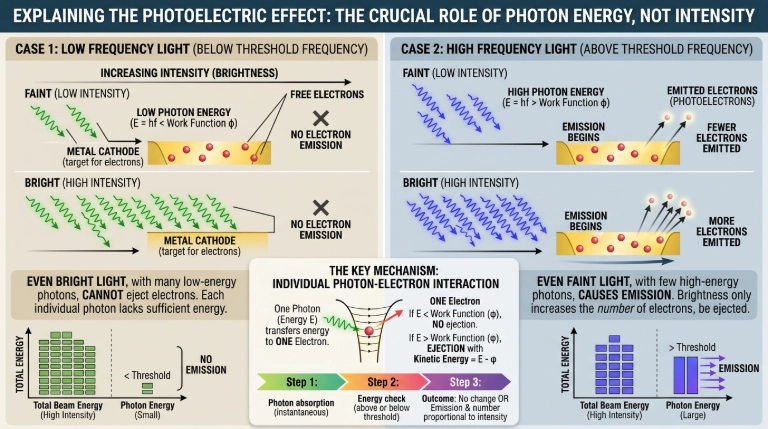 EXPLAINING THE PHOTOELECTRIC EFFECT: THE CRUCIAL ROLE OF PHOTON ENERGY, NOT INTENSITY
CASE 1: LOW FREQUENCY LIGHT (BELOW THRESHOLD FREQUENCY)
INCREASING INTENSITY (BRIGHTNESS)
FAINT (LOW INTENSITY)
LOW PHOTON ENERGY
(E = hf < Work Function ϕ)
FREE ELECTRONS
METAL CATHODE
(target for electrons)
NO ELECTRON
EMISSION
BRIGHT (HIGH INTENSITY)
METAL CATHODE
(target for electrons)
NO ELECTRON
EMISSION
EVEN BRIGHT LIGHT, with many low-energy
photons, CANNOT eject electrons. Each
individual photon lacks sufficient energy.
TOTAL ENERGY
< Threshold
NO
EMISSION
Total Beam Energy
(High Intensity)
Photon Energy
(Small)
CASE 2: HIGH FREQUENCY LIGHT (ABOVE THRESHOLD FREQUENCY)
FAINT (LOW INTENSITY)
HIGH PHOTON ENERGY
(E = hf > Work Function ϕ)
EMITTED ELECTRONS
(PHOTOELECTRONS)
EMISSION
BEGINS
FEWER
ELECTRONS
EMITTED
BRIGHT (HIGH INTENSITY)
EMISSION
BEGINS
MORE
ELECTRONS
EMITTED
EVEN FAINT LIGHT, with few high-energy
photons, CAUSES EMISSION. Brightness only
increases the number of electrons, be ejected.
TOTAL ENERGY
> Threshold
EMISSION
Total Beam Energy
(High Intensity)
Photon Energy
(Large)
THE KEY MECHANISM:
INDIVIDUAL PHOTON-ELECTRON INTERACTION
One Photon
(Energy E)
transfers energy
to ONE Electron.
ONE Electron
If E < Work Function (φ),
NO ejection.
If E > Work Function (φ),
EJECTION with
Kinetic Energy = E - φ
Step 1:
Step 2:
Step 3:
Photon absorption
(instantaneous)
Energy check
(above or below
threshold)
Outcome: No change OR
Emission & number
proportional to intensity